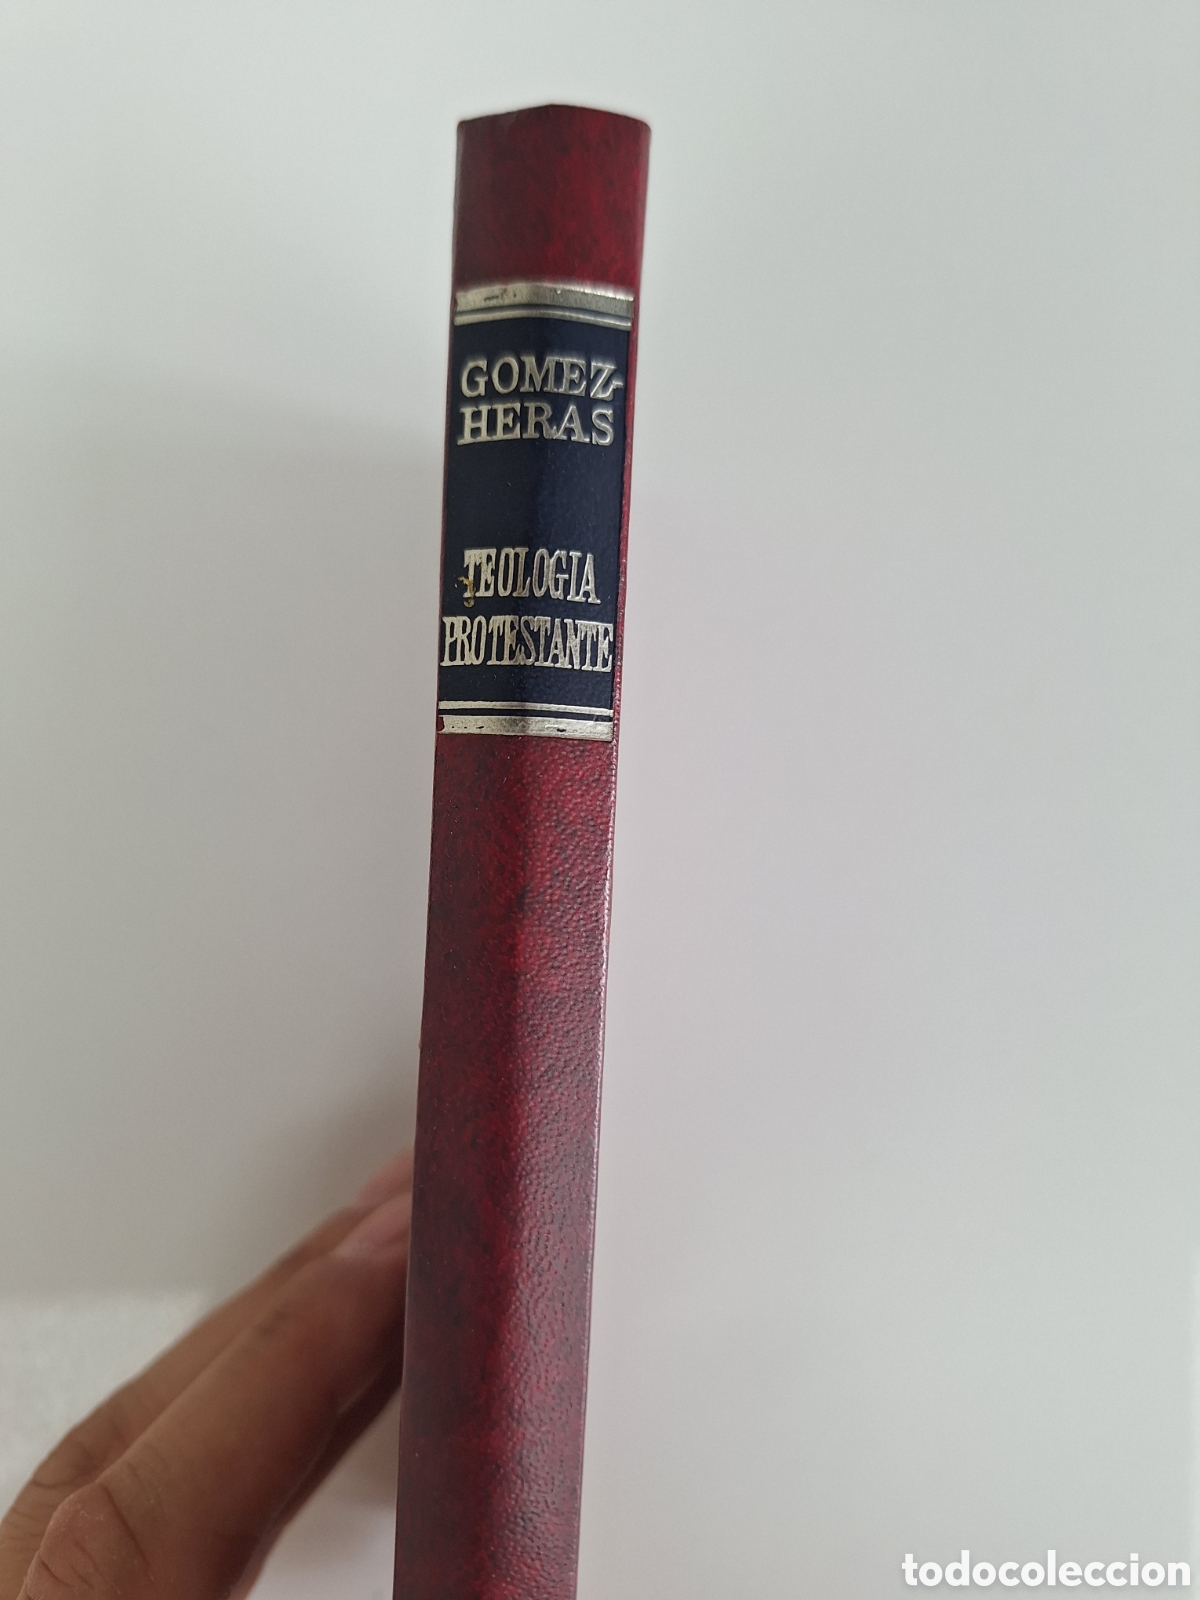 GOMEZ-
HERAS
TEOLOGIA
PROTESTANTE
todocoleccion